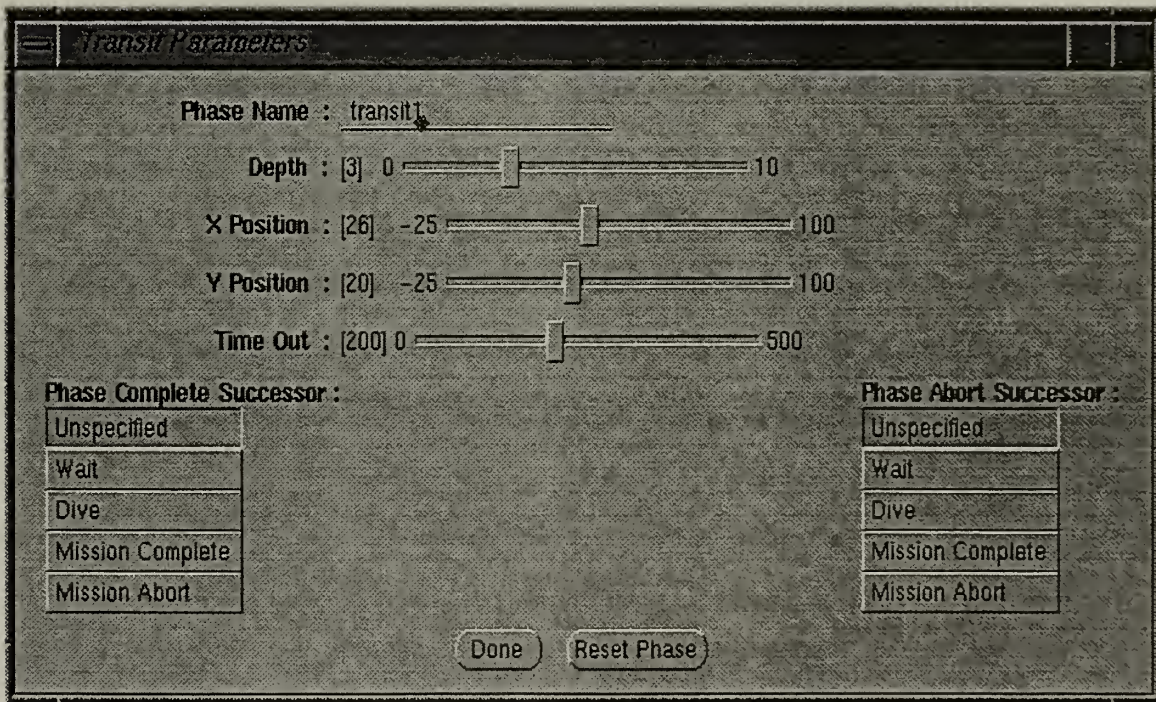 Transit Parameters
Phase Name : transit1
Depth : [3] 0 10
X Position : [26] -25 100
Y Position : [20] -25 100
Time Out : [200] 0 500
Phase Complete Successor :
Unspecified
Wait
Dive
Mission Complete
Mission Abort
Phase Abort Successor :
Unspecified
Wait
Dive
Mission Complete
Mission Abort
Done
Reset Phase